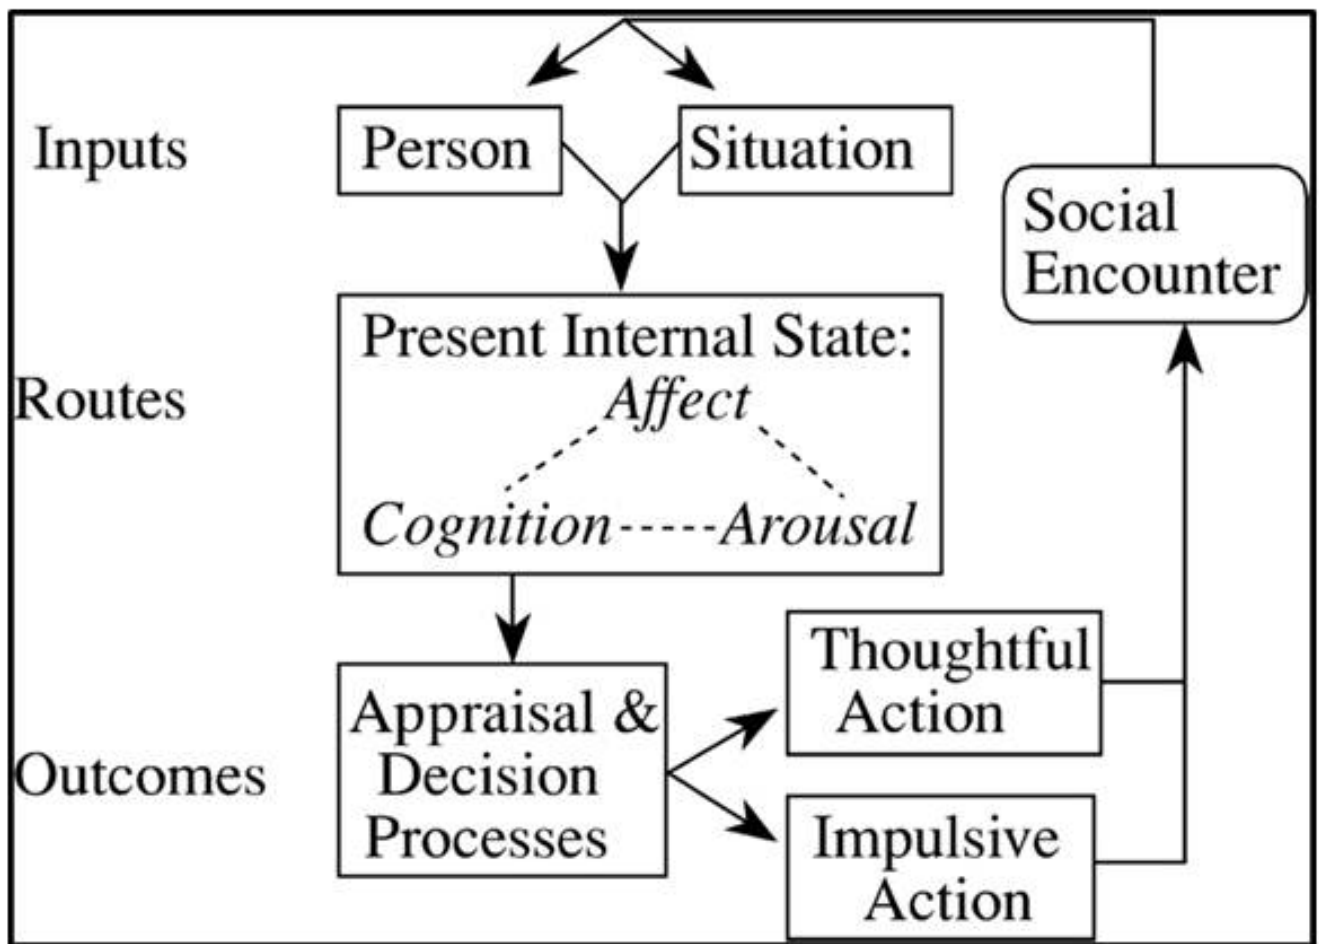 Inputs
Person
Situation
Social
Encounter
Routes
Present Internal State:
Affect
Cognition
Arousal
Outcomes
Appraisal &
Decision
Processes
Thoughtful
Action
Impulsive
Action